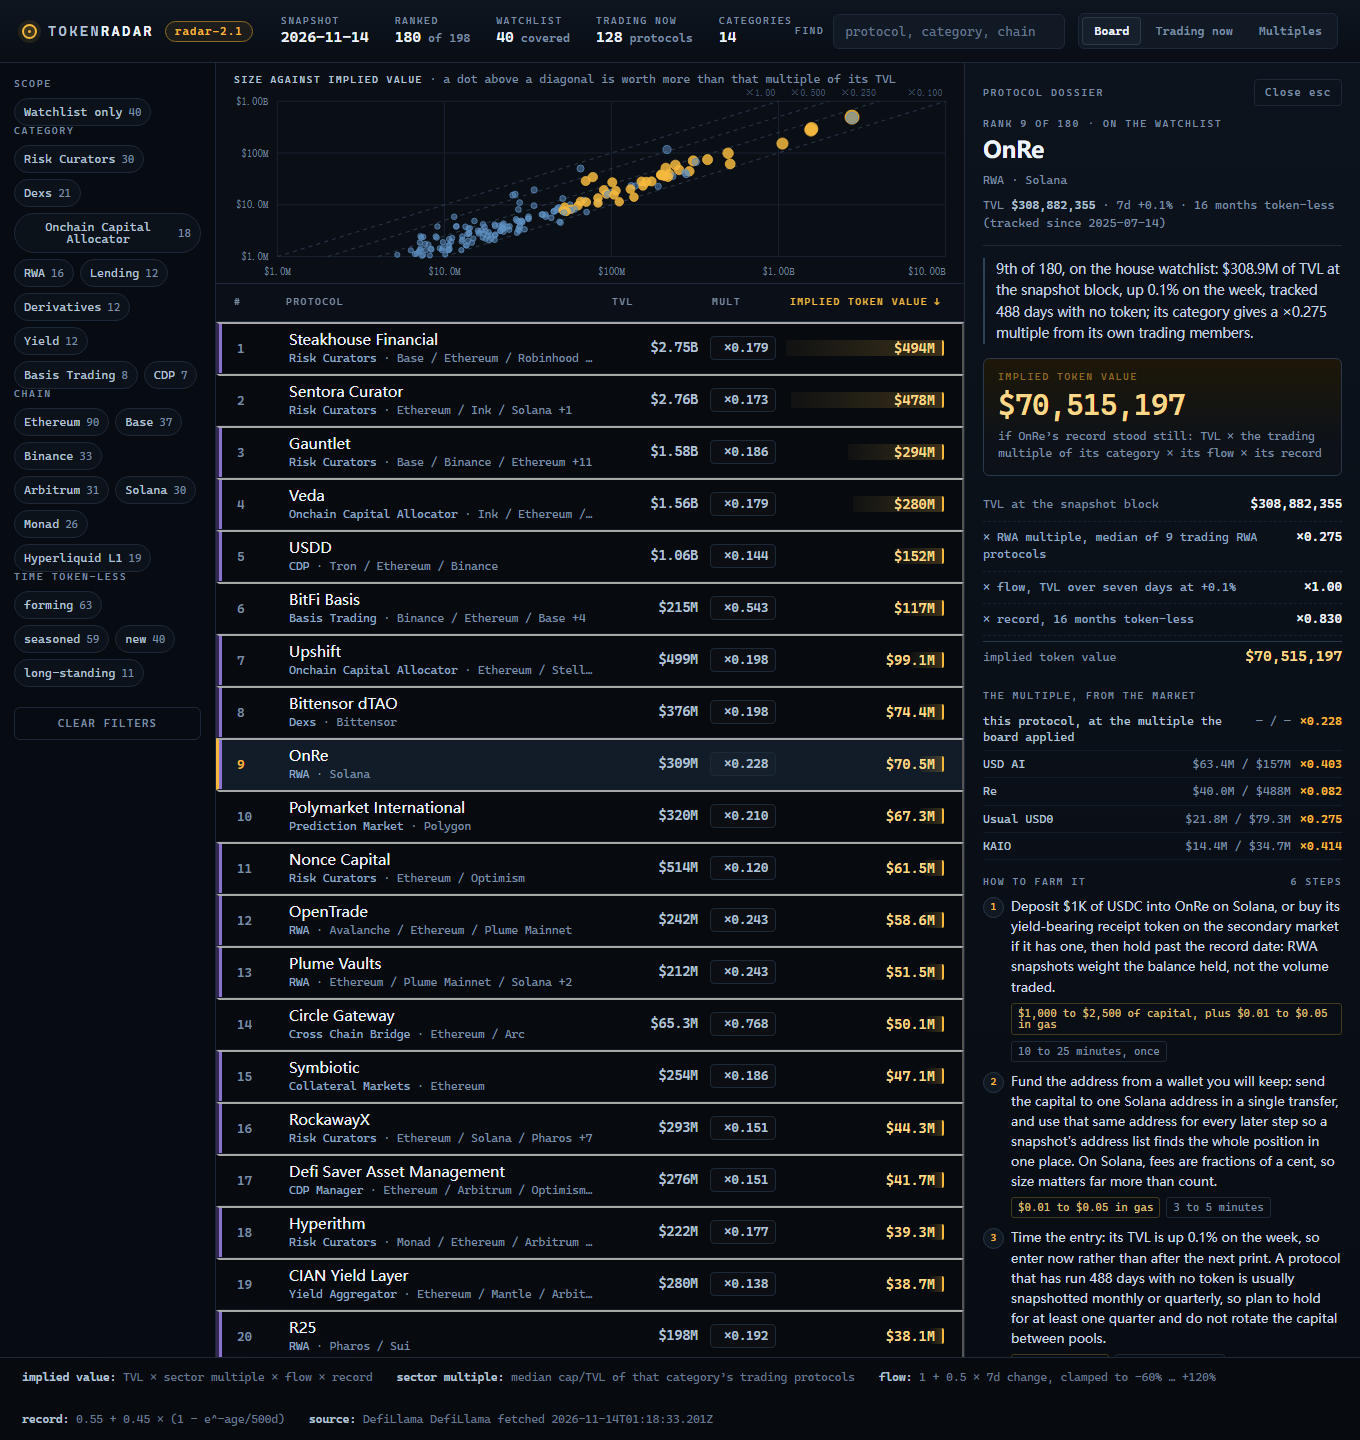 TOKENRADAR radar-2.1
SNAPSHOT
2026-11-14
RANKED
180 of 198
WATCHLIST
40 covered
TRADING NOW
128 protocols
CATEGORIES
14
FIND protocol, category, chain
Board Trading now Multiples
SCOPE
Watchlist only 40
CATEGORY
Risk Curators 30
Dexs 21
Onchain Capital Allocator 18
RWA 16 Lending 12
Derivatives 12
Yield 12
Basis Trading 8 CDP 7
CHAIN
Ethereum 90 Base 37
Binance 33
Arbitrum 31 Solana 30
Monad 26
Hyperliquid L1 19
TIME TOKEN-LESS
forming 63
seasoned 59 new 40
long-standing 11
CLEAR FILTERS
SIZE AGAINST IMPLIED VALUE · a dot above a diagonal is worth more than that multiple of its TVL
×1.00 ×0.500 ×0.250 ×0.100
$1.00B
$100M
$10.0M
$1.0M
$1.0M $10.0M $100M $1.00B $10.00B
# PROTOCOL TVL MULT IMPLIED TOKEN VALUE ↓
1 Steakhouse Financial $2.75B ×0.179 $494M
Risk Curators · Base / Ethereum / Robinhood …
2 Sentora Curator $2.76B ×0.173 $478M
Risk Curators · Ethereum / Ink / Solana +1
3 Gauntlet $1.58B ×0.186 $294M
Risk Curators · Base / Binance / Ethereum +11
4 Veda $1.56B ×0.179 $280M
Onchain Capital Allocator · Ink / Ethereum /…
5 USDD $1.06B ×0.144 $152M
CDP · Tron / Ethereum / Binance
6 BitFi Basis $215M ×0.543 $117M
Basis Trading · Binance / Ethereum / Base +4
7 Upshift $499M ×0.198 $99.1M
Onchain Capital Allocator · Ethereum / Stell…
8 Bittensor dTAO $376M ×0.198 $74.4M
Dexs · Bittensor
9 OnRe $309M ×0.228 $70.5M
RWA · Solana
10 Polymarket International $320M ×0.210 $67.3M
Prediction Market · Polygon
11 Nonce Capital $514M ×0.120 $61.5M
Risk Curators · Ethereum / Optimism
12 OpenTrade $242M ×0.243 $58.6M
RWA · Avalanche / Ethereum / Plume Mainnet
13 Plume Vaults $212M ×0.243 $51.5M
RWA · Ethereum / Plume Mainnet / Solana +2
14 Circle Gateway $65.3M ×0.768 $50.1M
Cross Chain Bridge · Ethereum / Arc
15 Symbiotic $254M ×0.186 $47.1M
Collateral Markets · Ethereum
16 RockawayX $293M ×0.151 $44.3M
Risk Curators · Ethereum / Solana / Pharos +7
17 Defi Saver Asset Management $276M ×0.151 $41.7M
CDP Manager · Ethereum / Arbitrum / Optimism…
18 Hyperithm $222M ×0.177 $39.3M
Risk Curators · Monad / Ethereum / Arbitrum …
19 CIAN Yield Layer $280M ×0.138 $38.7M
Yield Aggregator · Ethereum / Mantle / Arbit…
20 R25 $198M ×0.192 $38.1M
RWA · Pharos / Sui
PROTOCOL DOSSIER Close esc
RANK 9 OF 180 · ON THE WATCHLIST
OnRe
RWA · Solana
TVL $308,882,355 · 7d +0.1% · 16 months token-less
(tracked since 2025-07-14)
9th of 180, on the house watchlist: $308.9M of TVL at
the snapshot block, up 0.1% on the week, tracked
488 days with no token; its category gives a ×0.275
multiple from its own trading members.
IMPLIED TOKEN VALUE
$70,515,197
if OnRe's record stood still: TVL × the trading
multiple of its category × its flow × its record
TVL at the snapshot block $308,882,355
× RWA multiple, median of 9 trading RWA ×0.275
protocols
× flow, TVL over seven days at +0.1% ×1.00
× record, 16 months token-less ×0.830
implied token value $70,515,197
THE MULTIPLE, FROM THE MARKET
this protocol, at the multiple the — / — ×0.228
board applied
USD AI $63.4M / $157M ×0.403
Re $40.0M / $488M ×0.082
Usual USD0 $21.8M / $79.3M ×0.275
KAIO $14.4M / $34.7M ×0.414
HOW TO FARM IT 6 STEPS
1 Deposit $1K of USDC into OnRe on Solana, or buy its
yield-bearing receipt token on the secondary market
if it has one, then hold past the record date: RWA
snapshots weight the balance held, not the volume
traded.
$1,000 to $2,500 of capital, plus $0.01 to $0.05
in gas
10 to 25 minutes, once
2 Fund the address from a wallet you will keep: send
the capital to one Solana address in a single transfer,
and use that same address for every later step so a
snapshot's address list finds the whole position in
one place. On Solana, fees are fractions of a cent, so
size matters far more than count.
$0.01 to $0.05 in gas 3 to 5 minutes
3 Time the entry: its TVL is up 0.1% on the week, so
enter now rather than after the next print. A protocol
that has run 488 days with no token is usually
snapshotted monthly or quarterly, so plan to hold
for at least one quarter and do not rotate the capital
between pools.
implied value: TVL × sector multiple × flow × record sector multiple: median cap/TVL of that category's trading protocols flow: 1 + 0.5 × 7d change, clamped to -60% … +120%
record: 0.55 + 0.45 × (1 - e^-age/500d) source: DefiLlama DefiLlama fetched 2026-11-14T01:18:33.201Z